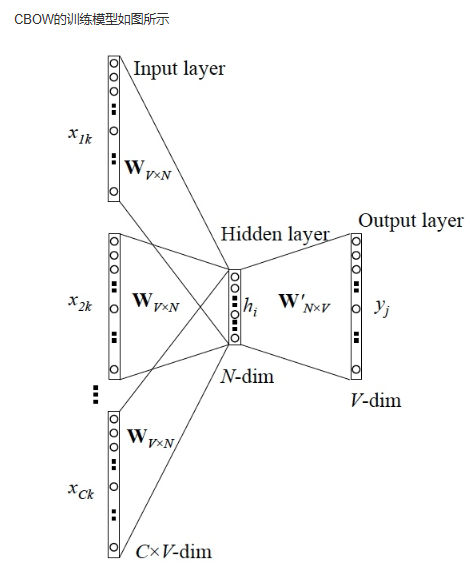 CBOW的训练模型如图所示
Input layer
x1k
WV×N
Hidden layer
Output layer
x2k
WV×N
hi
W'N×V
yj
N-dim
V-dim
WV×N
xCk
C×V-dim